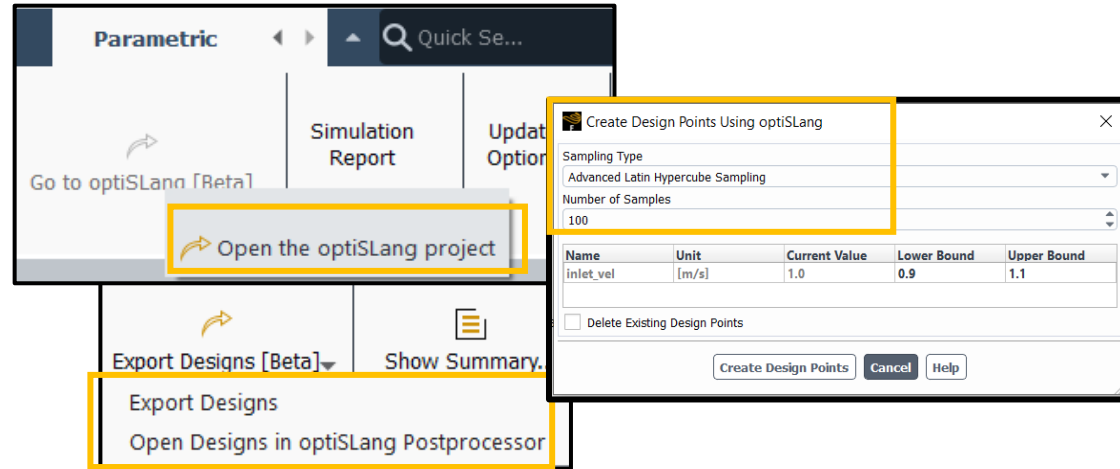 Parametric
Quick Se...
Go to optiSLang [Beta]
Simulation
Report
Updat
Option
Open the optiSLang project
Export Designs [Beta]
Show Summary..
Export Designs
Open Designs in optiSLang Postprocessor
F
Create Design Points Using optiSLang
Sampling Type
Advanced Latin Hypercube Sampling
Number of Samples
100
Name Unit Current Value Lower Bound Upper Bound
inlet_vel [m/s] 1.0 0.9 1.1
Delete Existing Design Points
Create Design Points Cancel Help